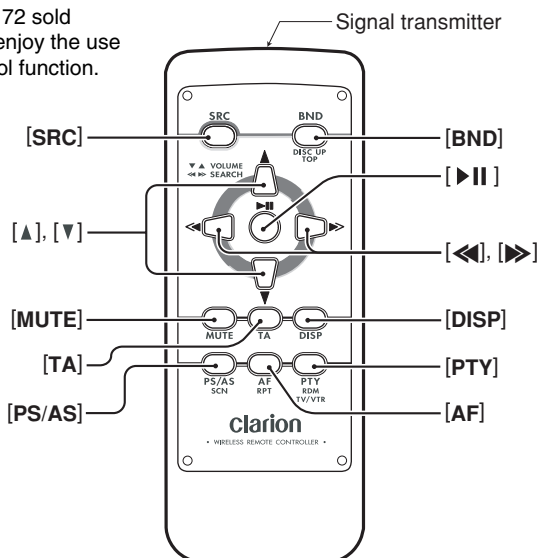 72 sold
enjoy the use
ol function.
Signal transmitter
[SRC]
[BND]
[▶II]
[▲], [▼]
[◀◀], [▶▶]
[MUTE]
[DISP]
[TA]
[PTY]
[PS/AS]
[AF]
SRC
BND
DISC UP
TOP
▼ ▲ VOLUME
◀◀ ▶▶ SEARCH
▲
▶II
◀◀
▶▶
▼
MUTE
TA
DISP
PS/AS
SCN
AF
RPT
PTY
RDM
TV/VTR
clarion
• WIRELESS REMOTE CONTROLLER •